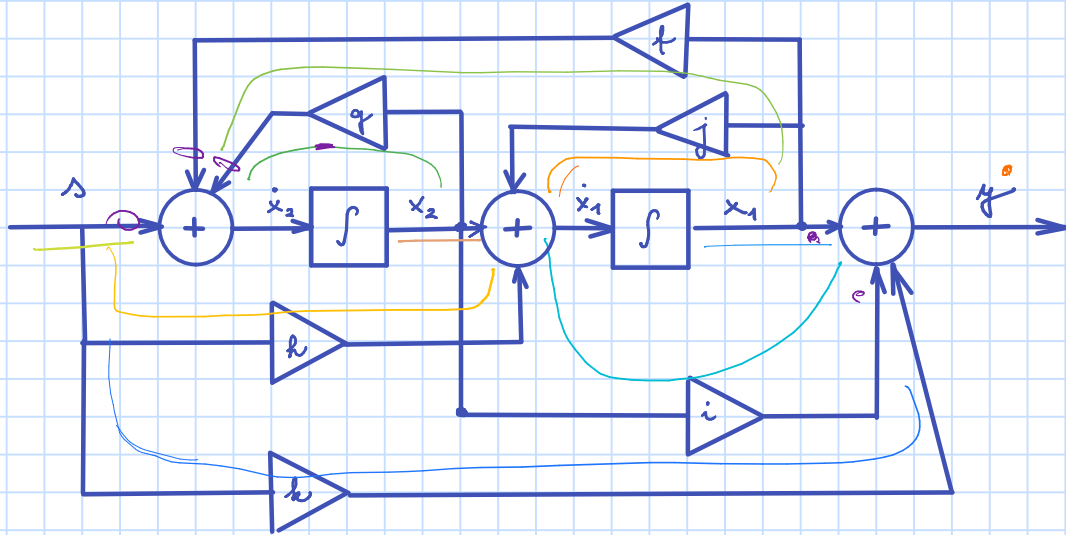 f
g
j
s
+
ẋ₂
∫
x₂
+
ẋ₁
∫
x₁
+
y
h
i
k